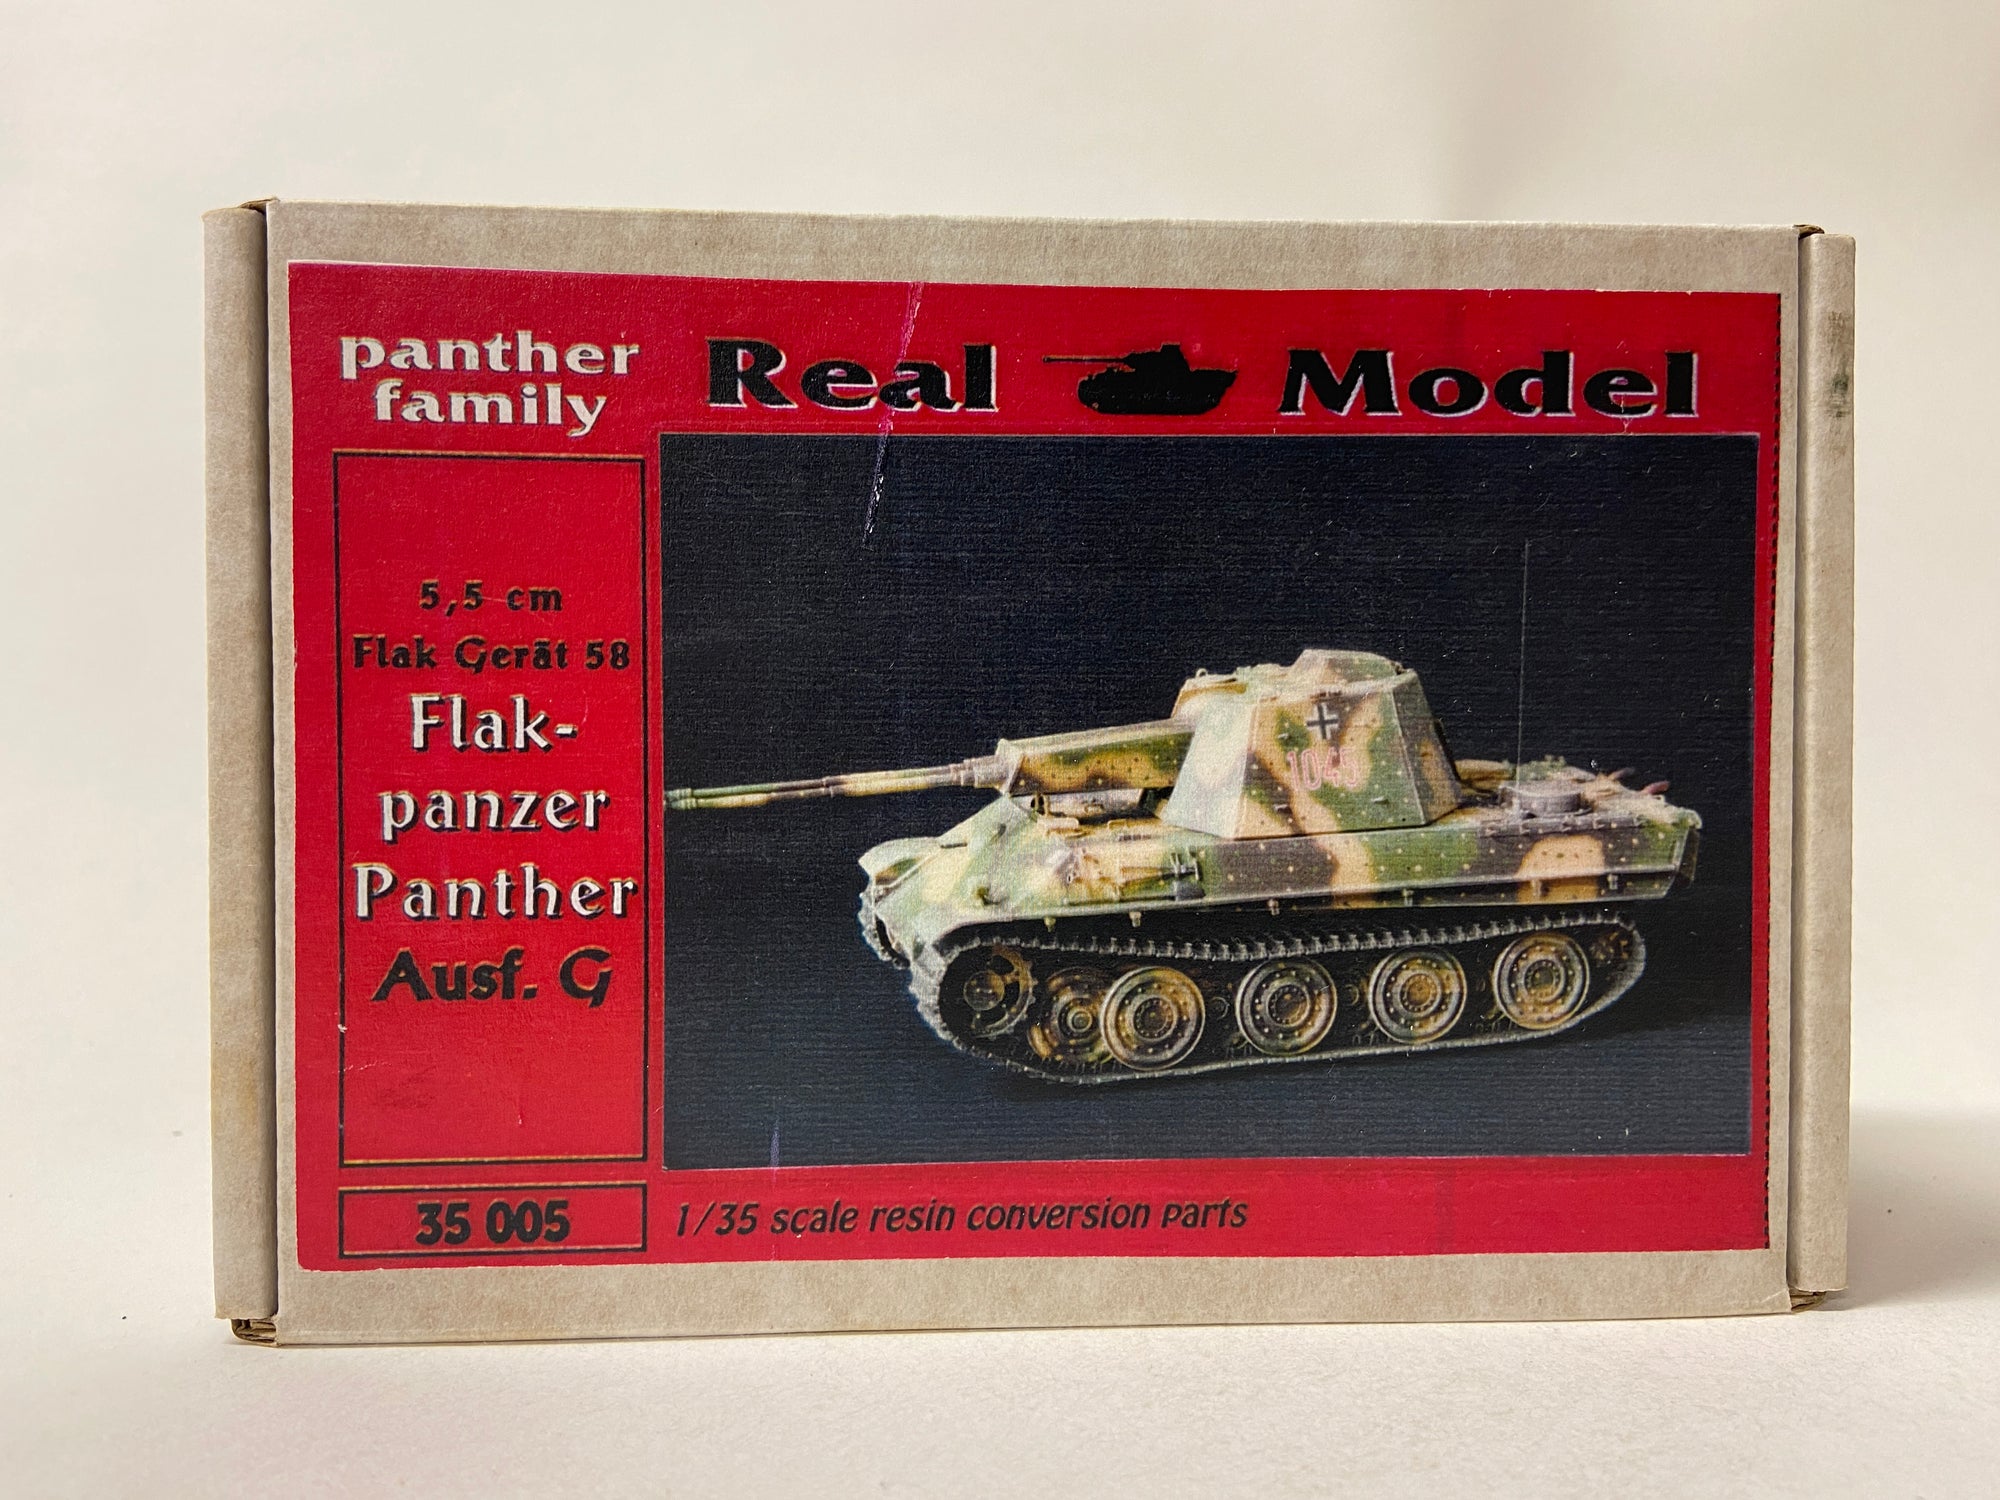 panther
family
Real Model
5,5 cm
Flak Gerät 58
Flak-
panzer
Panther
Ausf. G
1045
35 005
1/35 scale resin conversion parts